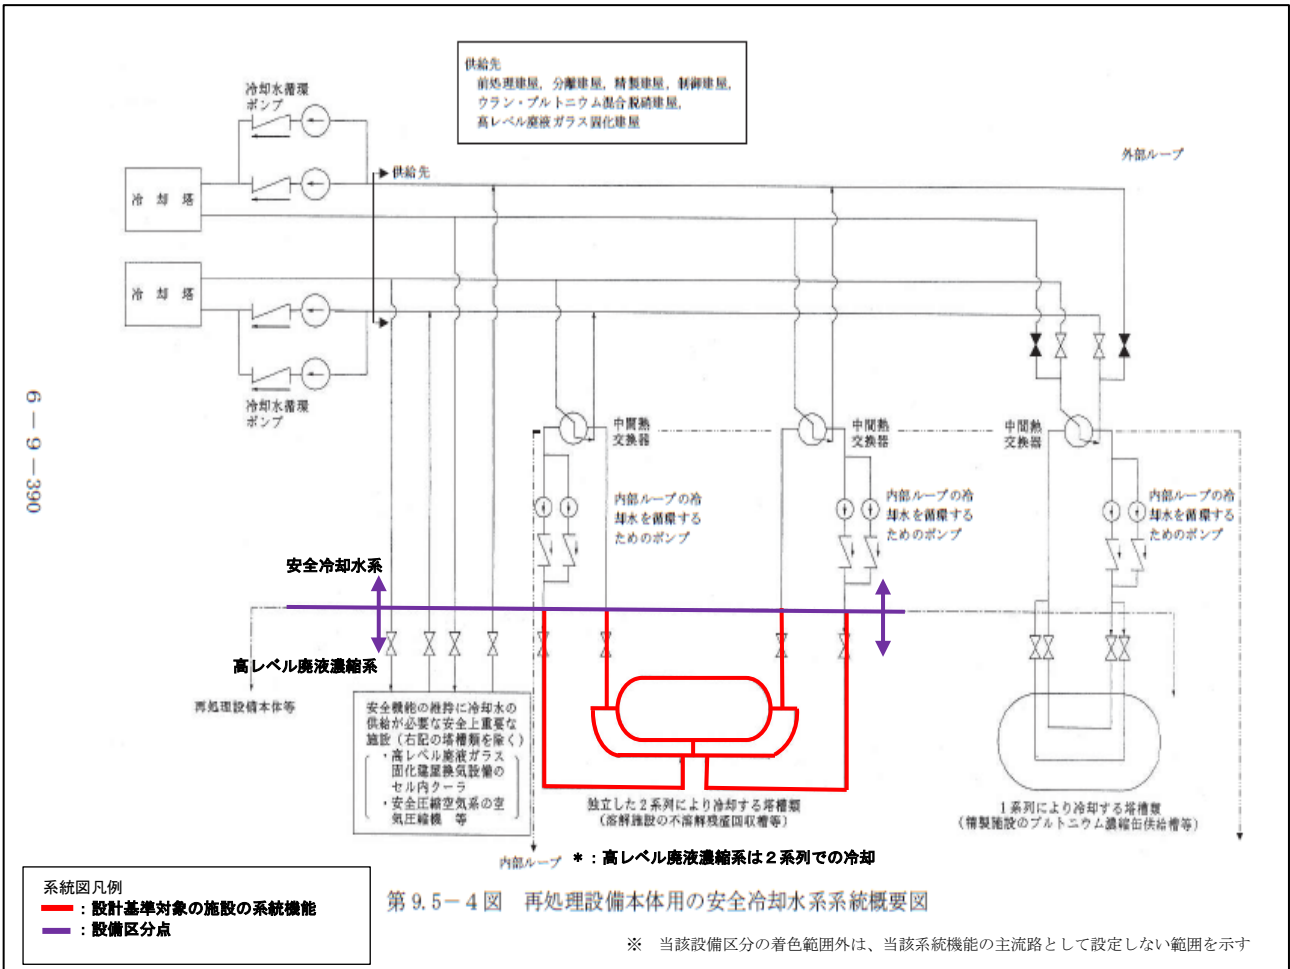 供給先
前処理建屋，分離建屋，精製建屋，制御建屋，
ウラン・プルトニウム混合脱硝建屋，
高レベル廃液ガラス固化建屋
冷却水循環
ポンプ
外部ループ
供給先
冷却塔
冷却塔
冷却水循環
ポンプ
6－9－390
中間熱
交換器
中間熱
交換器
中間熱
交換器
内部ループの冷
却水を循環する
ためのポンプ
内部ループの冷
却水を循環する
ためのポンプ
内部ループの冷
却水を循環する
ためのポンプ
安全冷却水系
高レベル廃液濃縮系
再処理設備本体等
安全機能の維持に冷却水の
供給が必要な安全上重要な
施設（右記の塔槽類を除く）
・高レベル廃液ガラス
固化建屋換気設備の
セル内クーラ
・安全圧縮空気系の空
気圧縮機 等
独立した２系列により冷却する塔槽類
（溶解施設の不溶解残渣回収槽等）
１系列により冷却する塔槽類
（精製施設のプルトニウム濃縮缶供給槽等）
内部ループ
＊：高レベル廃液濃縮系は２系列での冷却
系統図凡例
：設計基準対象の施設の系統機能
：設備区分点
第9.5－4図 再処理設備本体用の安全冷却水系系統概要図
※ 当該設備区分の着色範囲外は、当該系統機能の主流路として設定しない範囲を示す